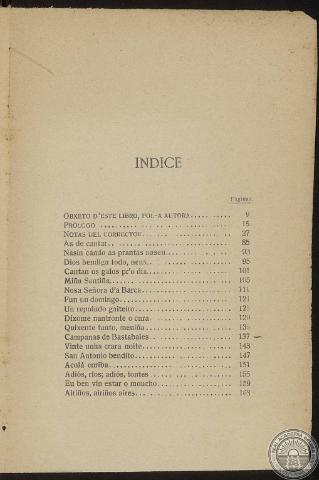 INDICE
Páginas
OBXETO D'ESTE LIBRO, POL-A AUTORA.......... 9
PROLOGO .......... 15
NOTAS DEL CORRECTOR.......... 27
As de cantar.......... 85
Nasín cando as prantas nasen.......... 93
Dios bendiga todo, nena.......... 95
Cantan os galos pr'o día.......... 101
Miña Santiña.......... 105
Nosa Señora d'a Barca.......... 111
Fun un domingo.......... 121
Un repoludo gaiteiro.......... 125
Díxome nantronte o cura.......... 129
Quíxente tanto, meniña.......... 135
Campanas de Bastabales.......... 137
Vinte unha crara noite.......... 143
San Antonio bendito.......... 147
Acolá enriba.......... 151
Adiós, ríos; adiós, fontes.......... 155
Eu ben vin estar o moucho.......... 159
Airiños, airiños aires.......... 163